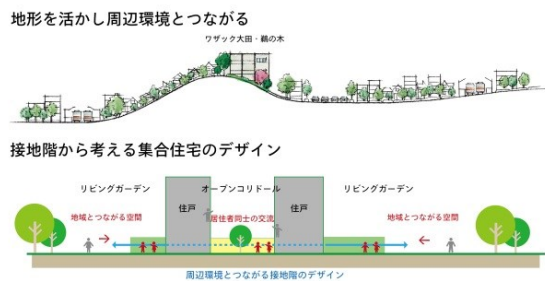 地形を活かし周辺環境とつながる
ワザック大田・鵜の木
接地階から考える集合住宅のデザイン
リビングガーデン
オープンコリドール
リビングガーデン
住戸
住戸
地域とつながる空間
居住者同士の交流
地域とつながる空間
周辺環境とつながる接地階のデザイン